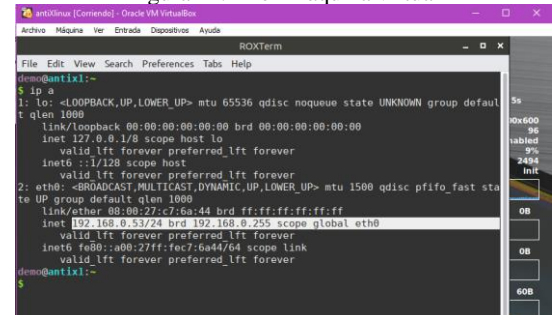 antiXlinux [Corriendo] - Oracle VM VirtualBox
Archivo Máquina Ver Entrada Dispositivos Ayuda
ROXTerm
File Edit View Search Preferences Tabs Help
demo@antix1:~
$ ip a
1: lo: <LOOPBACK,UP,LOWER_UP> mtu 65536 qdisc noqueue state UNKNOWN group defaul
t qlen 1000
link/loopback 00:00:00:00:00:00 brd 00:00:00:00:00:00
inet 127.0.0.1/8 scope host lo
valid_lft forever preferred_lft forever
inet6 ::1/128 scope host
valid_lft forever preferred_lft forever
2: eth0: <BROADCAST,MULTICAST,DYNAMIC,UP,LOWER_UP> mtu 1500 qdisc pfifo_fast sta
te UP group default qlen 1000
link/ether 08:00:27:c7:6a:44 brd ff:ff:ff:ff:ff:ff
inet 192.168.0.53/24 brd 192.168.0.255 scope global eth0
valid_lft forever preferred_lft forever
inet6 fe80::a00:27ff:fec7:6a44/64 scope link
valid_lft forever preferred_lft forever
demo@antix1:~
$
5s
00x600
96
nabled
9%
2494
Init
0B
0B
60B